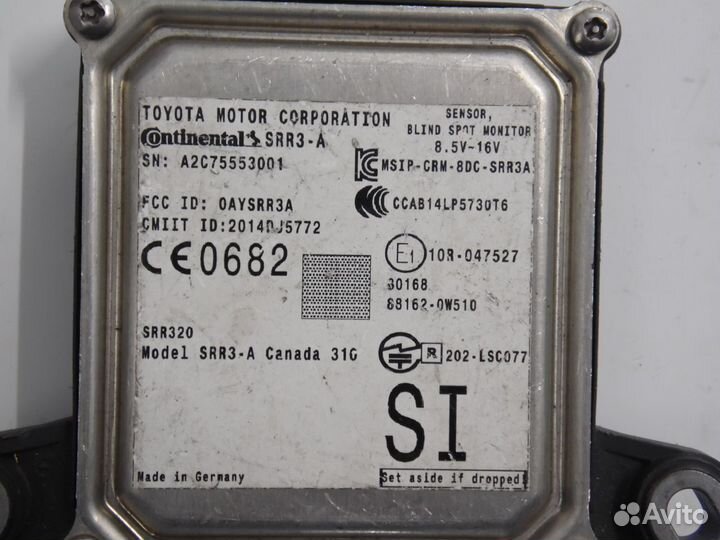 TOYOTA MOTOR CORPORATION
SENSOR,
BLIND SPOT MONITOR
8.5V~16V
Continental SRR3-A
SN: A2C75553001
MSIP-CRM-8DC-SRR3A
FCC ID: OAYSRR3A
CCAB14LP5730T6
CMIIT ID:2014DJ5772
CE0682
E1 10R-047527
30168
88162-0W510
SRR320
Model SRR3-A Canada 310
R 202-LSC077
SI
Made in Germany
Set aside if dropped!
Avito